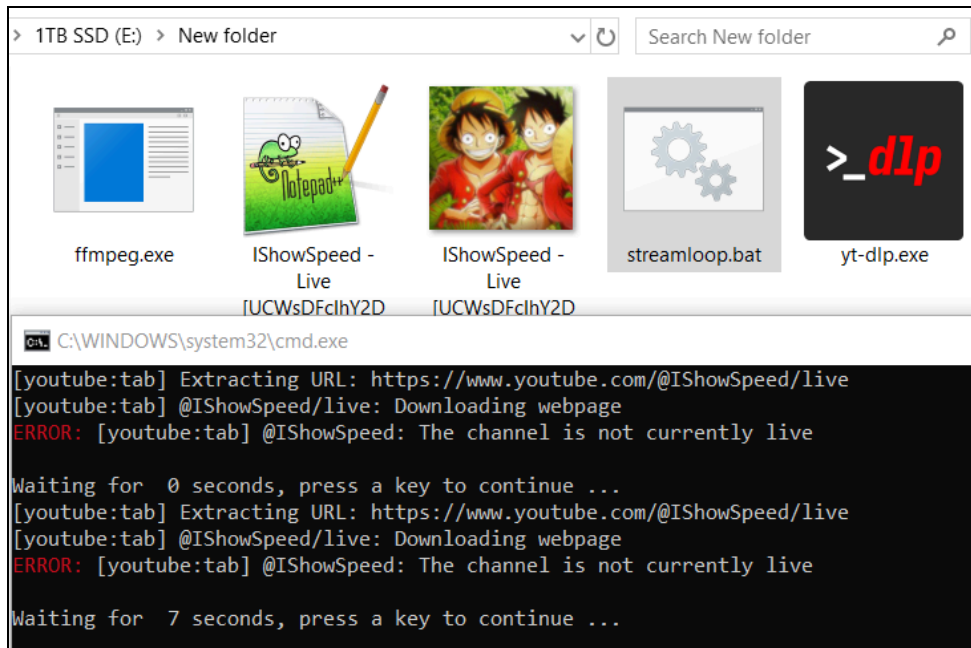 > 1TB SSD (E:) > New folder
Search New folder
Notepad++
>_dlp
ffmpeg.exe
IShowSpeed -
Live
[UCWsDFcIhY2D
IShowSpeed -
Live
[UCWsDFcIhY2D
streamloop.bat
yt-dlp.exe
C:\WINDOWS\system32\cmd.exe
[youtube:tab] Extracting URL: https://www.youtube.com/@IShowSpeed/live
[youtube:tab] @IShowSpeed/live: Downloading webpage
ERROR: [youtube:tab] @IShowSpeed: The channel is not currently live
Waiting for  0 seconds, press a key to continue ...
[youtube:tab] Extracting URL: https://www.youtube.com/@IShowSpeed/live
[youtube:tab] @IShowSpeed/live: Downloading webpage
ERROR: [youtube:tab] @IShowSpeed: The channel is not currently live
Waiting for  7 seconds, press a key to continue ...